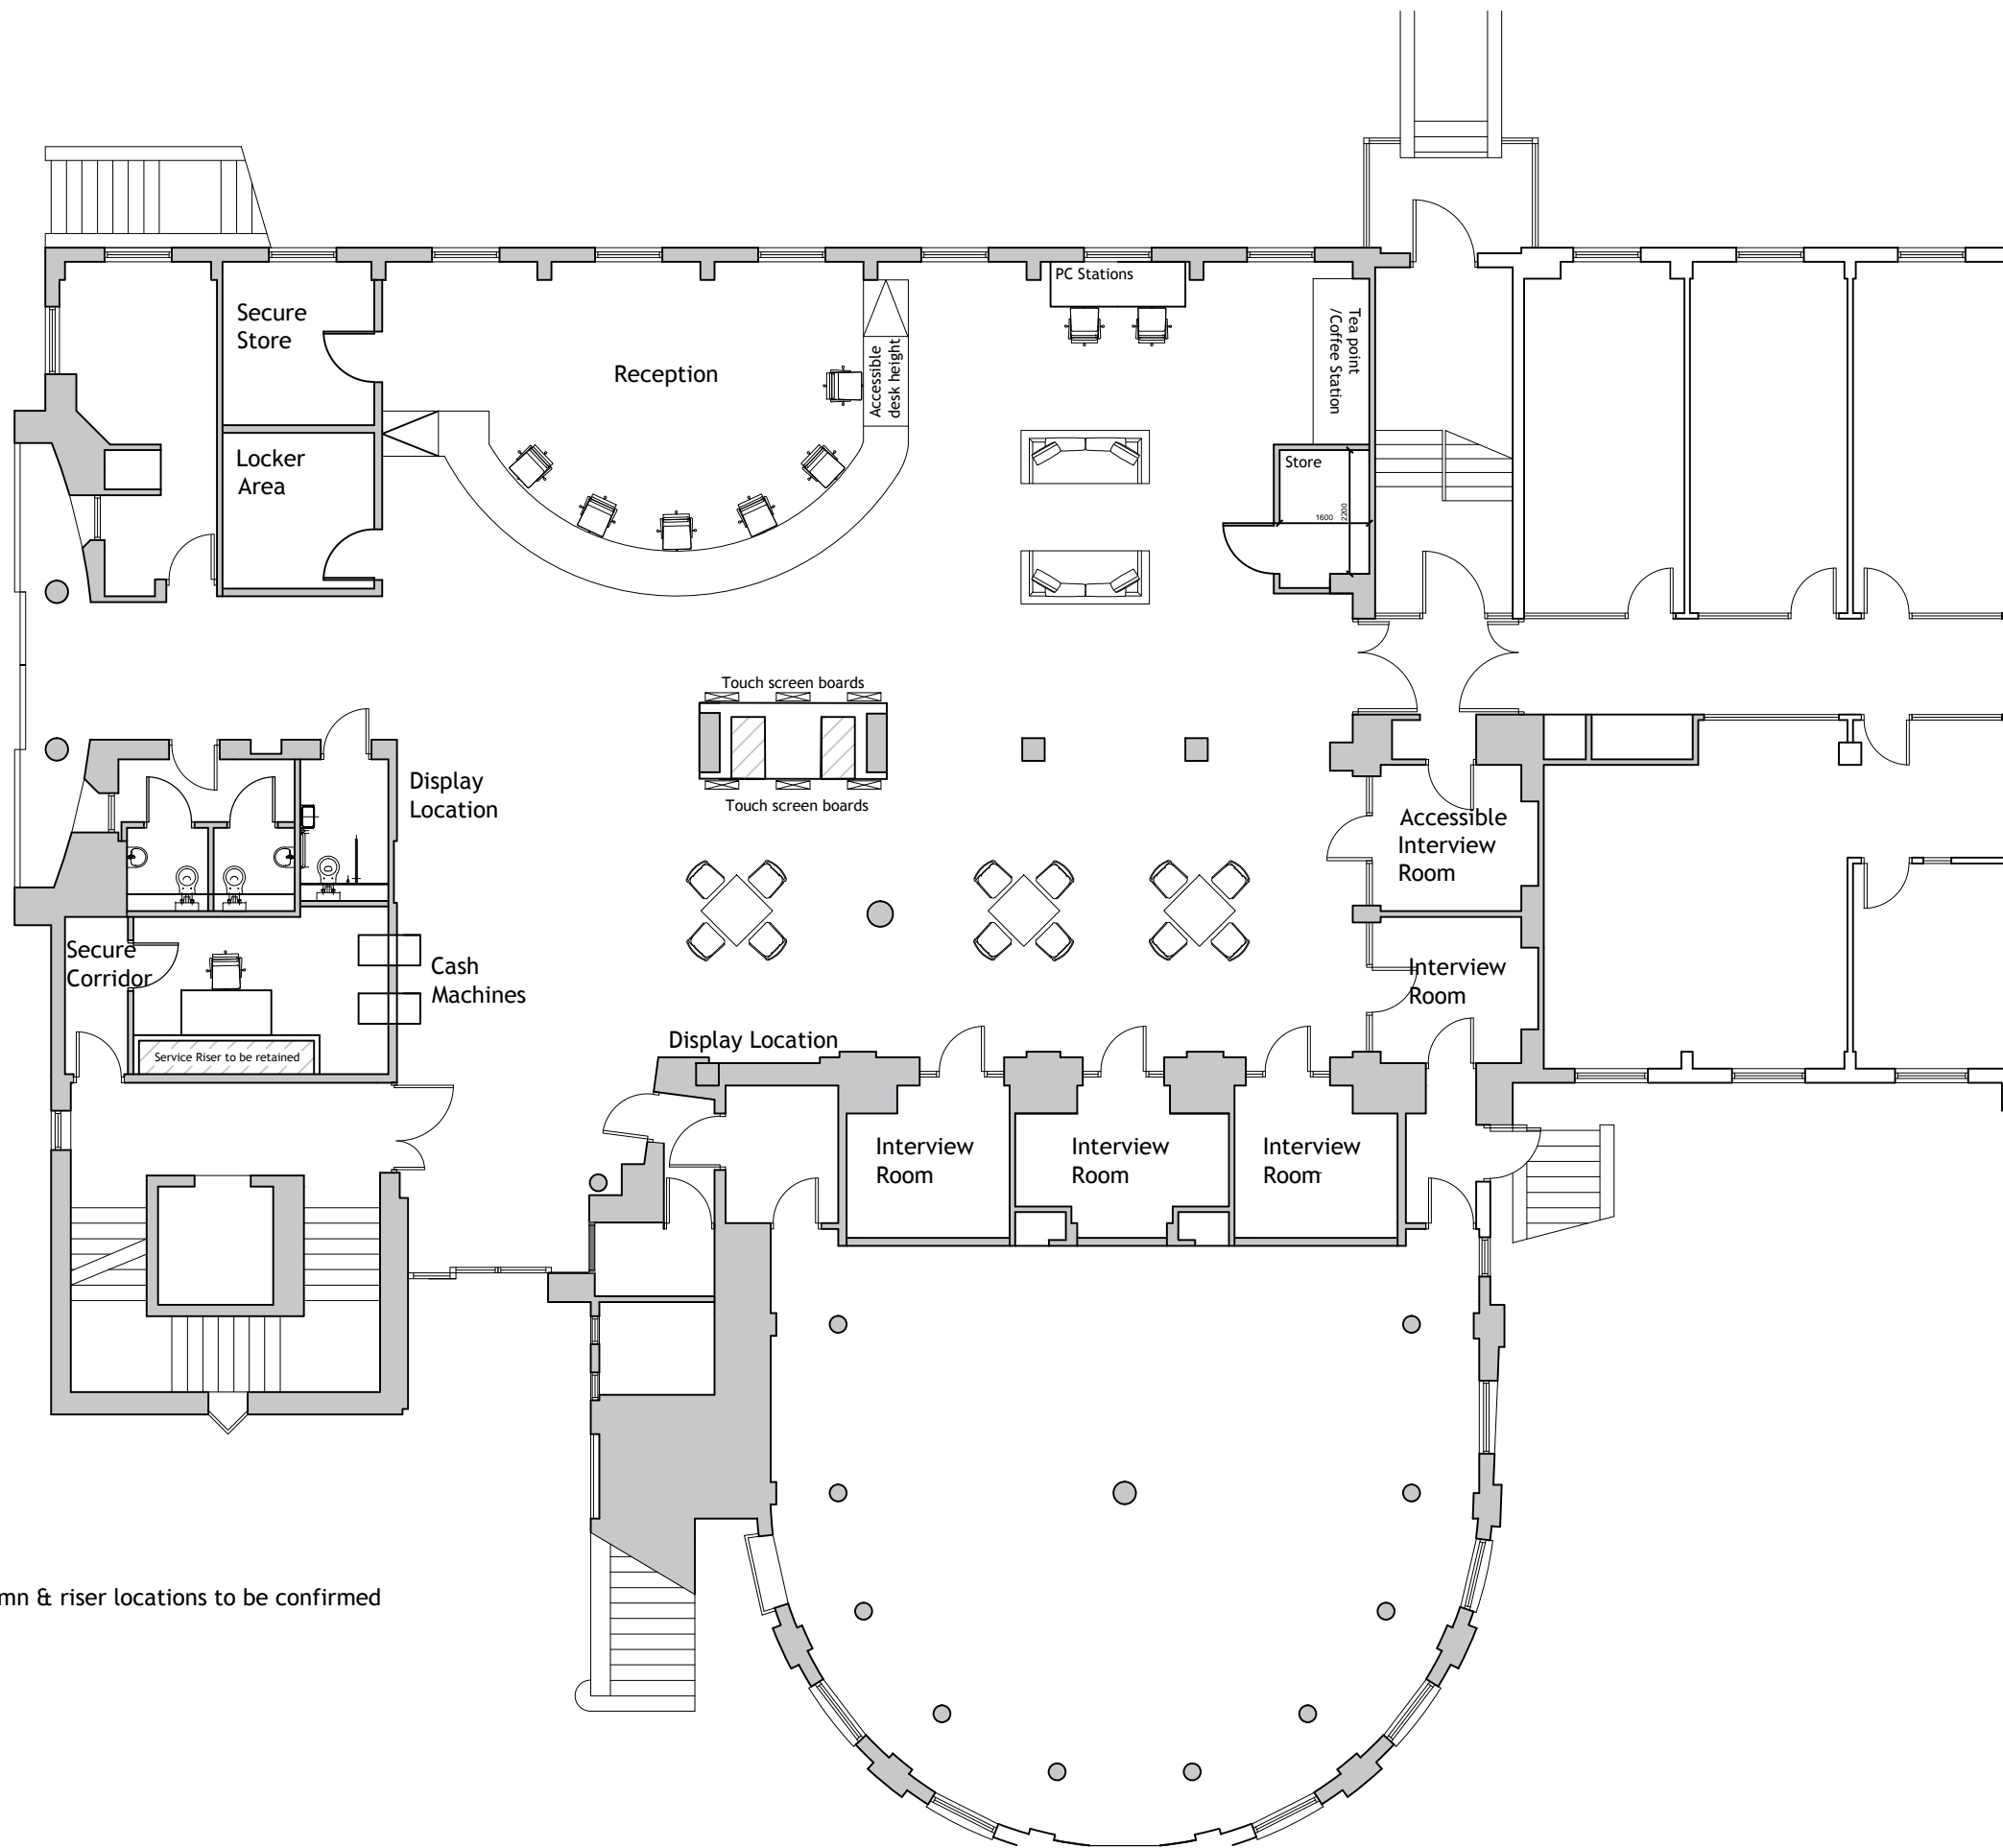 PC Stations
Secure
Store
Tea point
/Coffee Station
Reception
Accessible
desk height
Locker
Area
Store
1600
2200
Touch screen boards
Display
Location
Touch screen boards
Accessible
Interview
Room
Secure
Corridor
Cash
Machines
Interview
Room
Display Location
Service Riser to be retained
Interview
Room
Interview
Room
Interview
Room
mn & riser locations to be confirmed